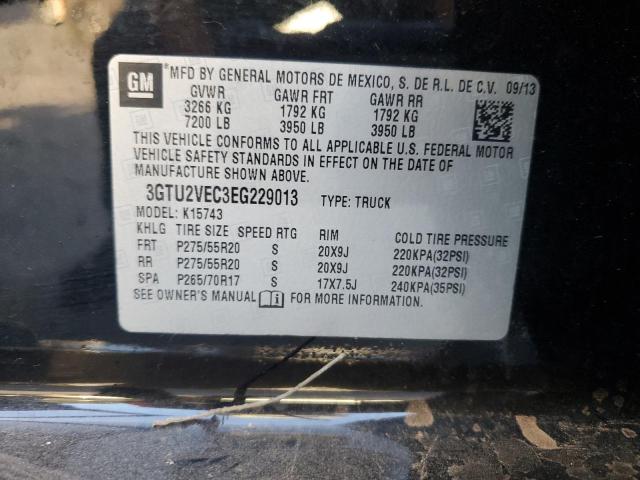 GM
*MFD BY GENERAL MOTORS DE MEXICO, S. DE R.L. DE C.V. 09/13
GVWR GAWR FRT GAWR RR
3266 KG 1792 KG 1792 KG
7200 LB 3950 LB 3950 LB
THIS VEHICLE CONFORMS TO ALL APPLICABLE U.S. FEDERAL MOTOR
VEHICLE SAFETY STANDARDS IN EFFECT ON THE DATE OF
MANUFACTURE SHOWN ABOVE.
3GTU2VEC3EG229013 TYPE: TRUCK
MODEL: K15743
KHLG TIRE SIZE SPEED RTG RIM COLD TIRE PRESSURE
FRT P275/55R20 S 20X9J 220KPA(32PSI)
RR P275/55R20 S 20X9J 220KPA(32PSI)
SPA P265/70R17 S 17X7.5J 240KPA(35PSI)
SEE OWNER'S MANUAL FOR MORE INFORMATION.